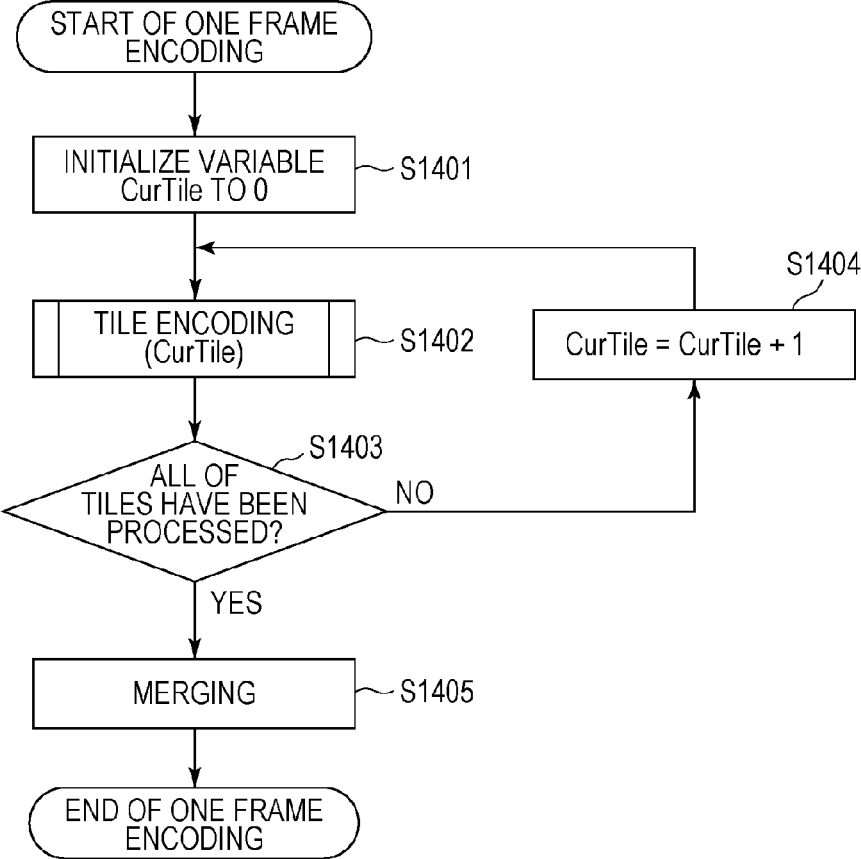 START OF ONE FRAME
ENCODING
INITIALIZE VARIABLE
CurTile TO 0
S1401
S1404
TILE ENCODING
(CurTile)
S1402
CurTile = CurTile + 1
S1403
ALL OF
TILES HAVE BEEN
PROCESSED?
NO
YES
MERGING
S1405
END OF ONE FRAME
ENCODING